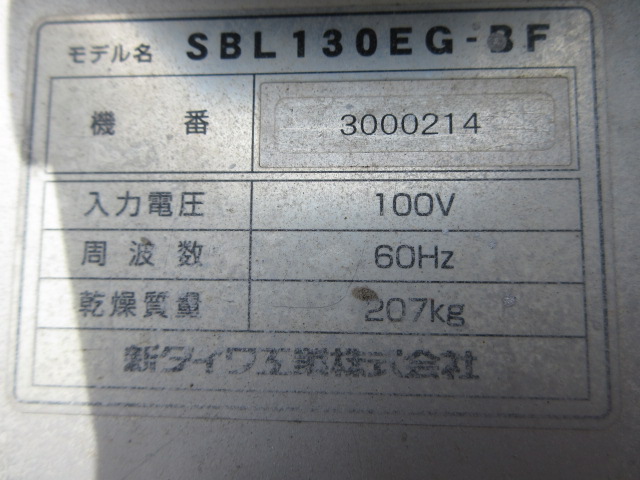 モデル名 SBL130EG-BF
機番 3000214
入力電圧 100V
周波数 60Hz
乾燥質量 207kg
新ダイワ工業株式会社